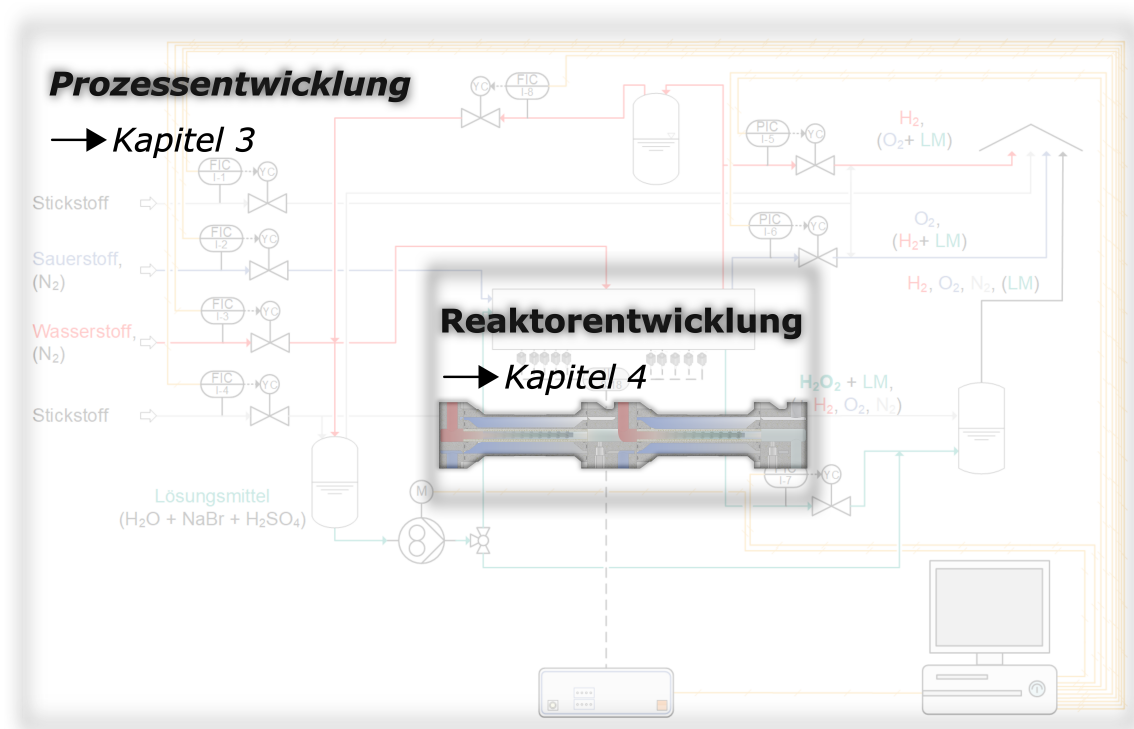 Prozessentwicklung
→ Kapitel 3
FIC
I-8
YC
PIC
I-5
YC
H₂,
(O₂+ LM)
FIC
I-1
YC
Stickstoff
PIC
I-6
YC
O₂,
(H₂+ LM)
FIC
I-2
YC
Sauerstoff,
(N₂)
H₂, O₂, N₂, (LM)
FIC
I-3
YC
Wasserstoff,
(N₂)
Reaktorentwicklung
→ Kapitel 4
FIC
I-4
YC
Stickstoff
H₂O₂ + LM,
H₂, O₂, N₂)
PIC
I-7
YC
M
Lösungsmittel
(H₂O + NaBr + H₂SO₄)